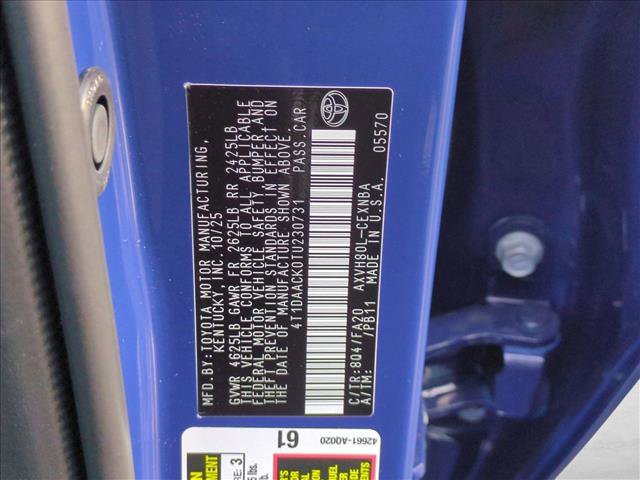 MFD.BY:TOYOTA MOTOR MANUFACTURING,
KENTUCKY, INC. 10/25
GVWR 4625LB GAWR FR 2625LB RR 2425LB
THIS VEHICLE CONFORMS TO ALL APPLICABLE
FEDERAL MOTOR VEHICLE SAFETY, BUMPER AND
THEFT PREVENTION STANDARDS IN EFFECT ON
THE DATE OF MANUFACTURE SHOWN ABOVE.
4T1DAACK0TU230731 PASS.CAR
C/TR:8Q4/FA20 AXVH80L-CEXNBA
A/TM: /PB11 MADE IN U.S.A. 05570
42661-AQ020
61